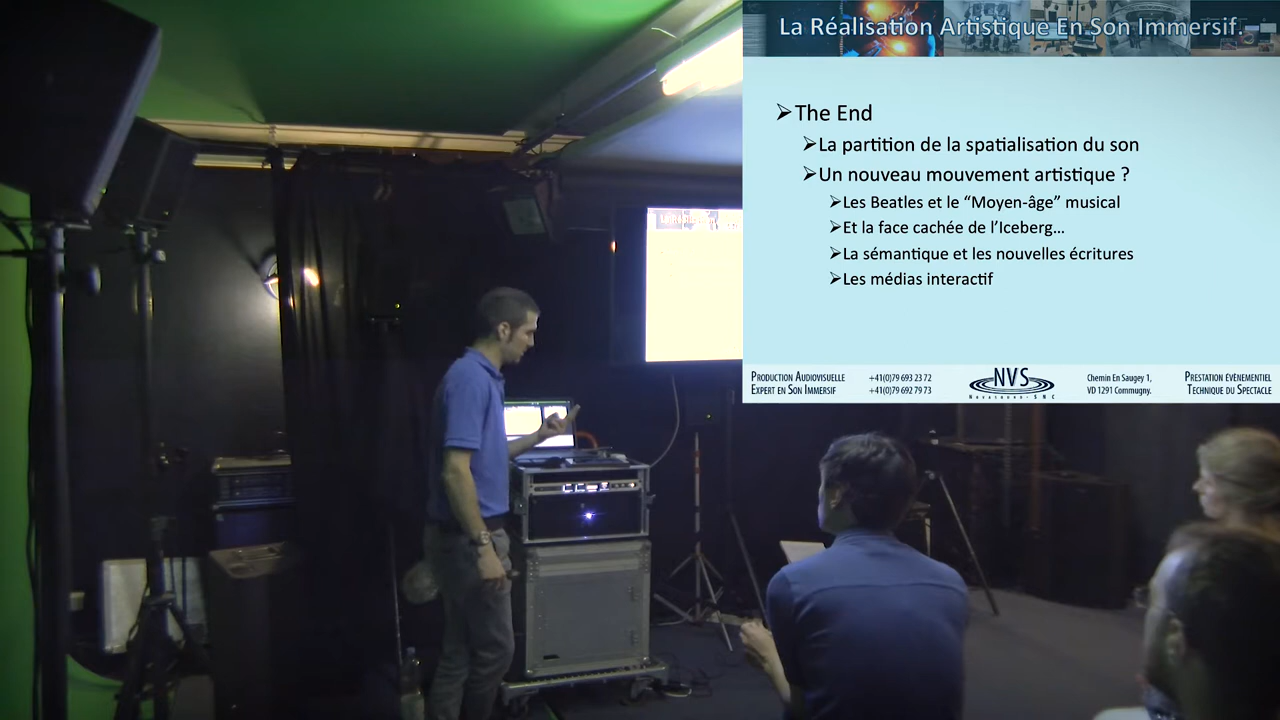 La Réalisation Artistique En Son Immersif.
The End
La partition de la spatialisation du son
Un nouveau mouvement artistique ?
Les Beatles et le “Moyen-âge” musical
Et la face cachée de l’Iceberg…
La sémantique et les nouvelles écritures
Les médias interactif
Production Audiovisuelle
Expert en Son Immersif
+41(0)79 693 23 72
+41(0)79 692 79 73
NVS
Chemin En Saugey 1,
VD 1291 Commugny.
Prestation évènementiel
Technique du Spectacle